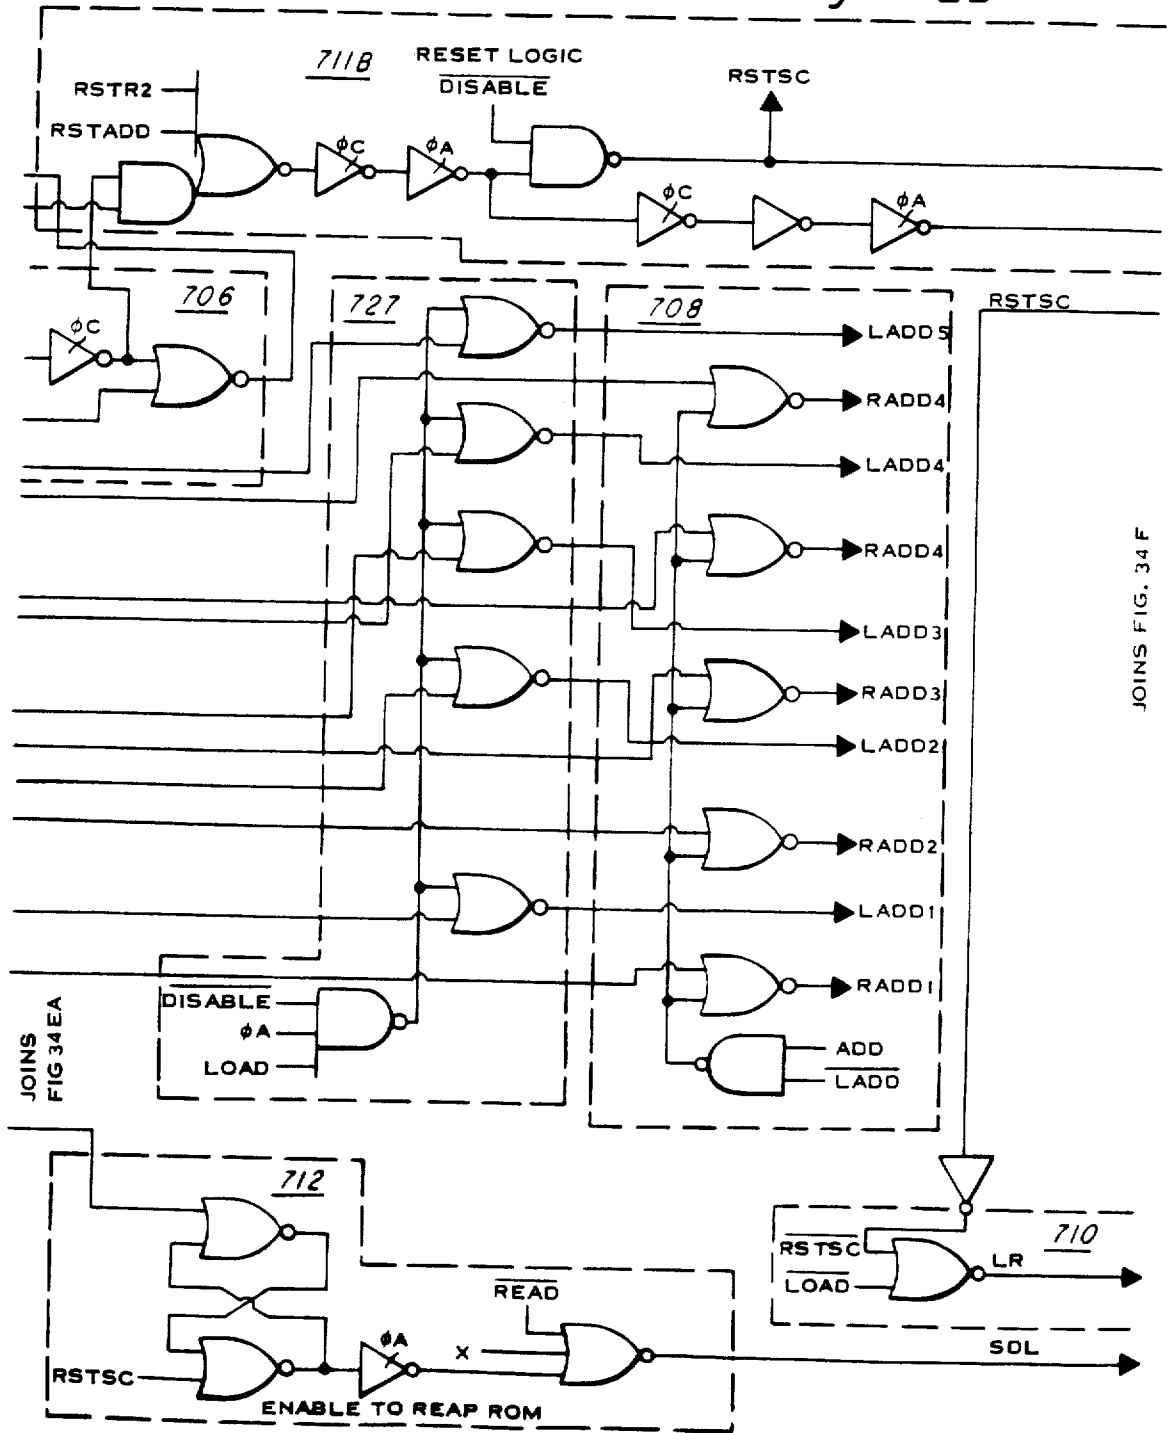 711B
RESET LOGIC
DISABLE
RSTSC
RSTR2
RSTADD
φC
φA
φC
φA
706
727
708
RSTSC
φC
LADD5
RADD4
LADD4
RADD4
LADD3
RADD3
LADD2
RADD2
LADD1
RADD1
JOINS FIG. 34F
JOINS
FIG 34EA
DISABLE
φA
LOAD
ADD
LADD
712
710
RSTSC
LR
LOAD
READ
φA
X
SDL
RSTSC
ENABLE TO REAP ROM